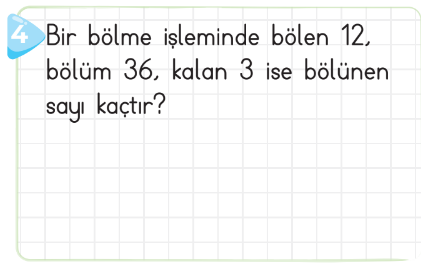 4
Bir bölme işleminde bölen 12,
bölüm 36, kalan 3 ise bölünen
sayı kaçtır?